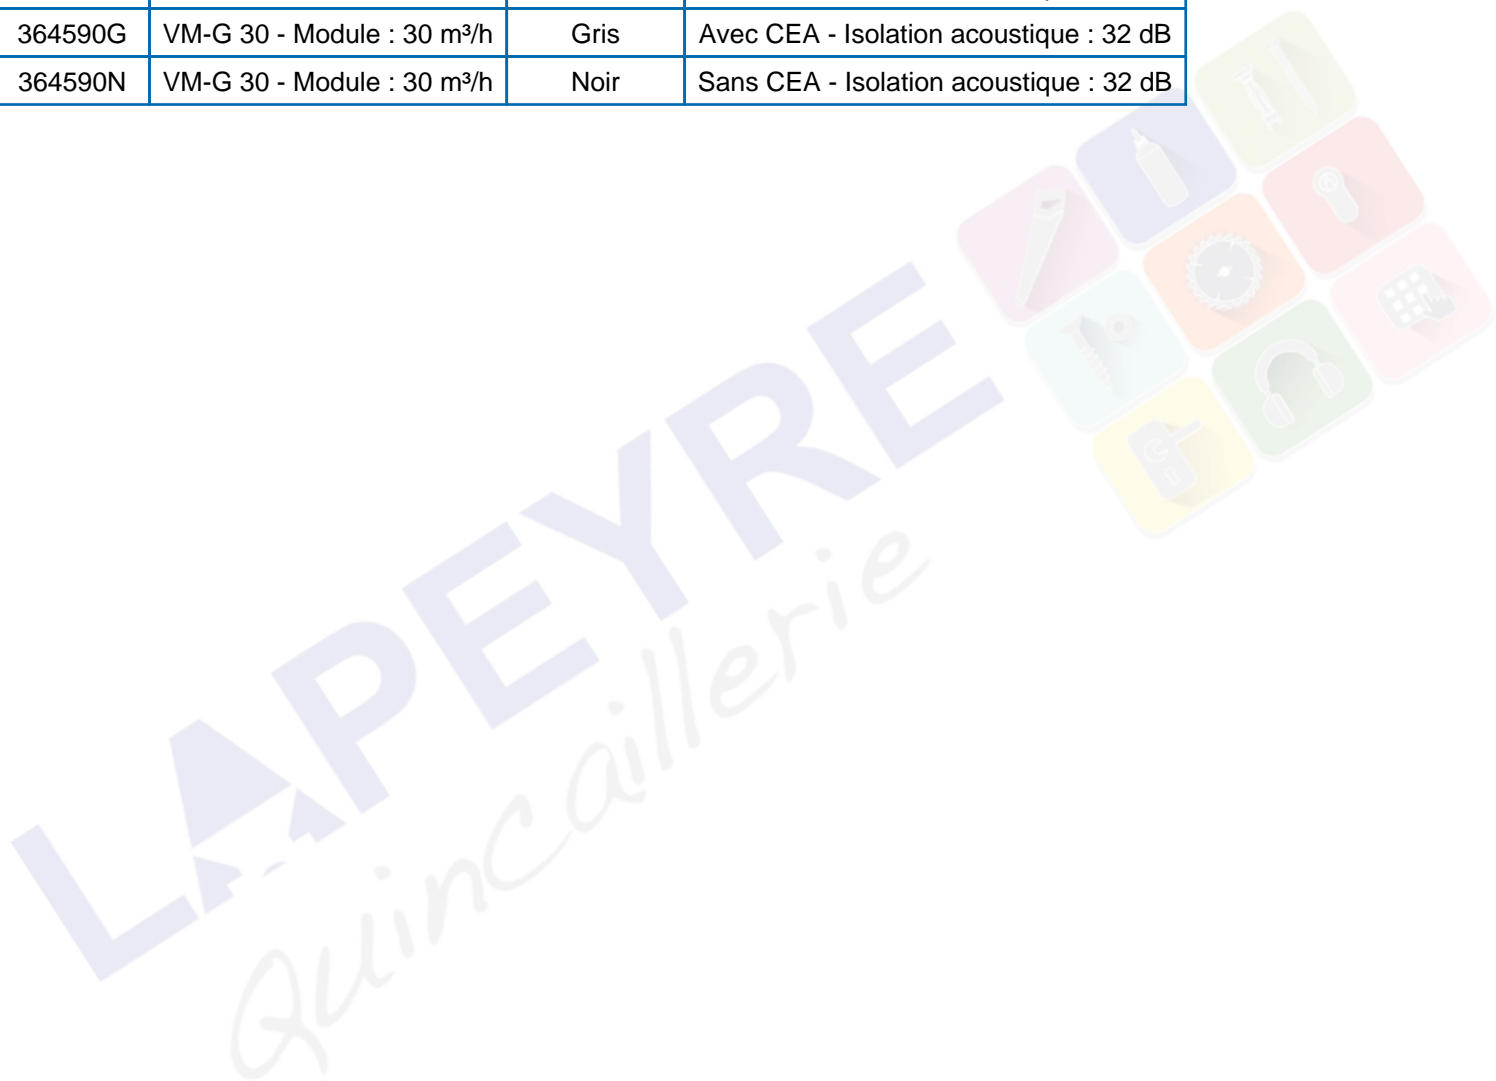 364590G VM-G 30 - Module : 30 m³/h Gris Avec CEA - Isolation acoustique : 32 dB
364590N VM-G 30 - Module : 30 m³/h Noir Sans CEA - Isolation acoustique : 32 dB
LAPEYRE
Quincaillerie